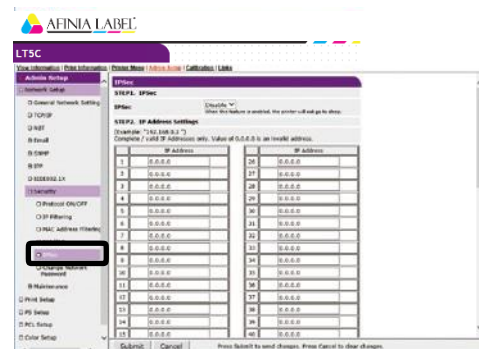 AFINIA LABEL
LT5C
View Information | Print Information | Printer Menu | Admin Setup | Calibration | Links
Admin Setup
Network Setup
General Network Setting
TCP/IP
NBT
Email
SNMP
IEEE802.1X
Security
Protocol ON/OFF
IP Filtering
MAC Address Filtering
IPSec
Change Network
Password
Maintenance
Print Setup
PS Setup
PCL Setup
Color Setup
IPSec
STEP1. IPSec
IPSec
Disable
When this feature is enabled, the printer will not go to sleep.
STEP2. IP Address Settings
(Example: "192.168.0.2 ")
Complete / valid IP Addresses only. Value of 0.0.0.0 is an invalid address.
IP Address IP Address
1 0.0.0.0 26 0.0.0.0
2 0.0.0.0 27 0.0.0.0
3 0.0.0.0 28 0.0.0.0
4 0.0.0.0 29 0.0.0.0
5 0.0.0.0 30 0.0.0.0
6 0.0.0.0 31 0.0.0.0
7 0.0.0.0 32 0.0.0.0
8 0.0.0.0 33 0.0.0.0
9 0.0.0.0 34 0.0.0.0
10 0.0.0.0 35 0.0.0.0
11 0.0.0.0 36 0.0.0.0
12 0.0.0.0 37 0.0.0.0
13 0.0.0.0 38 0.0.0.0
14 0.0.0.0 39 0.0.0.0
15 0.0.0.0 40 0.0.0.0
Submit Cancel Press Submit to send changes. Press Cancel to clear changes.